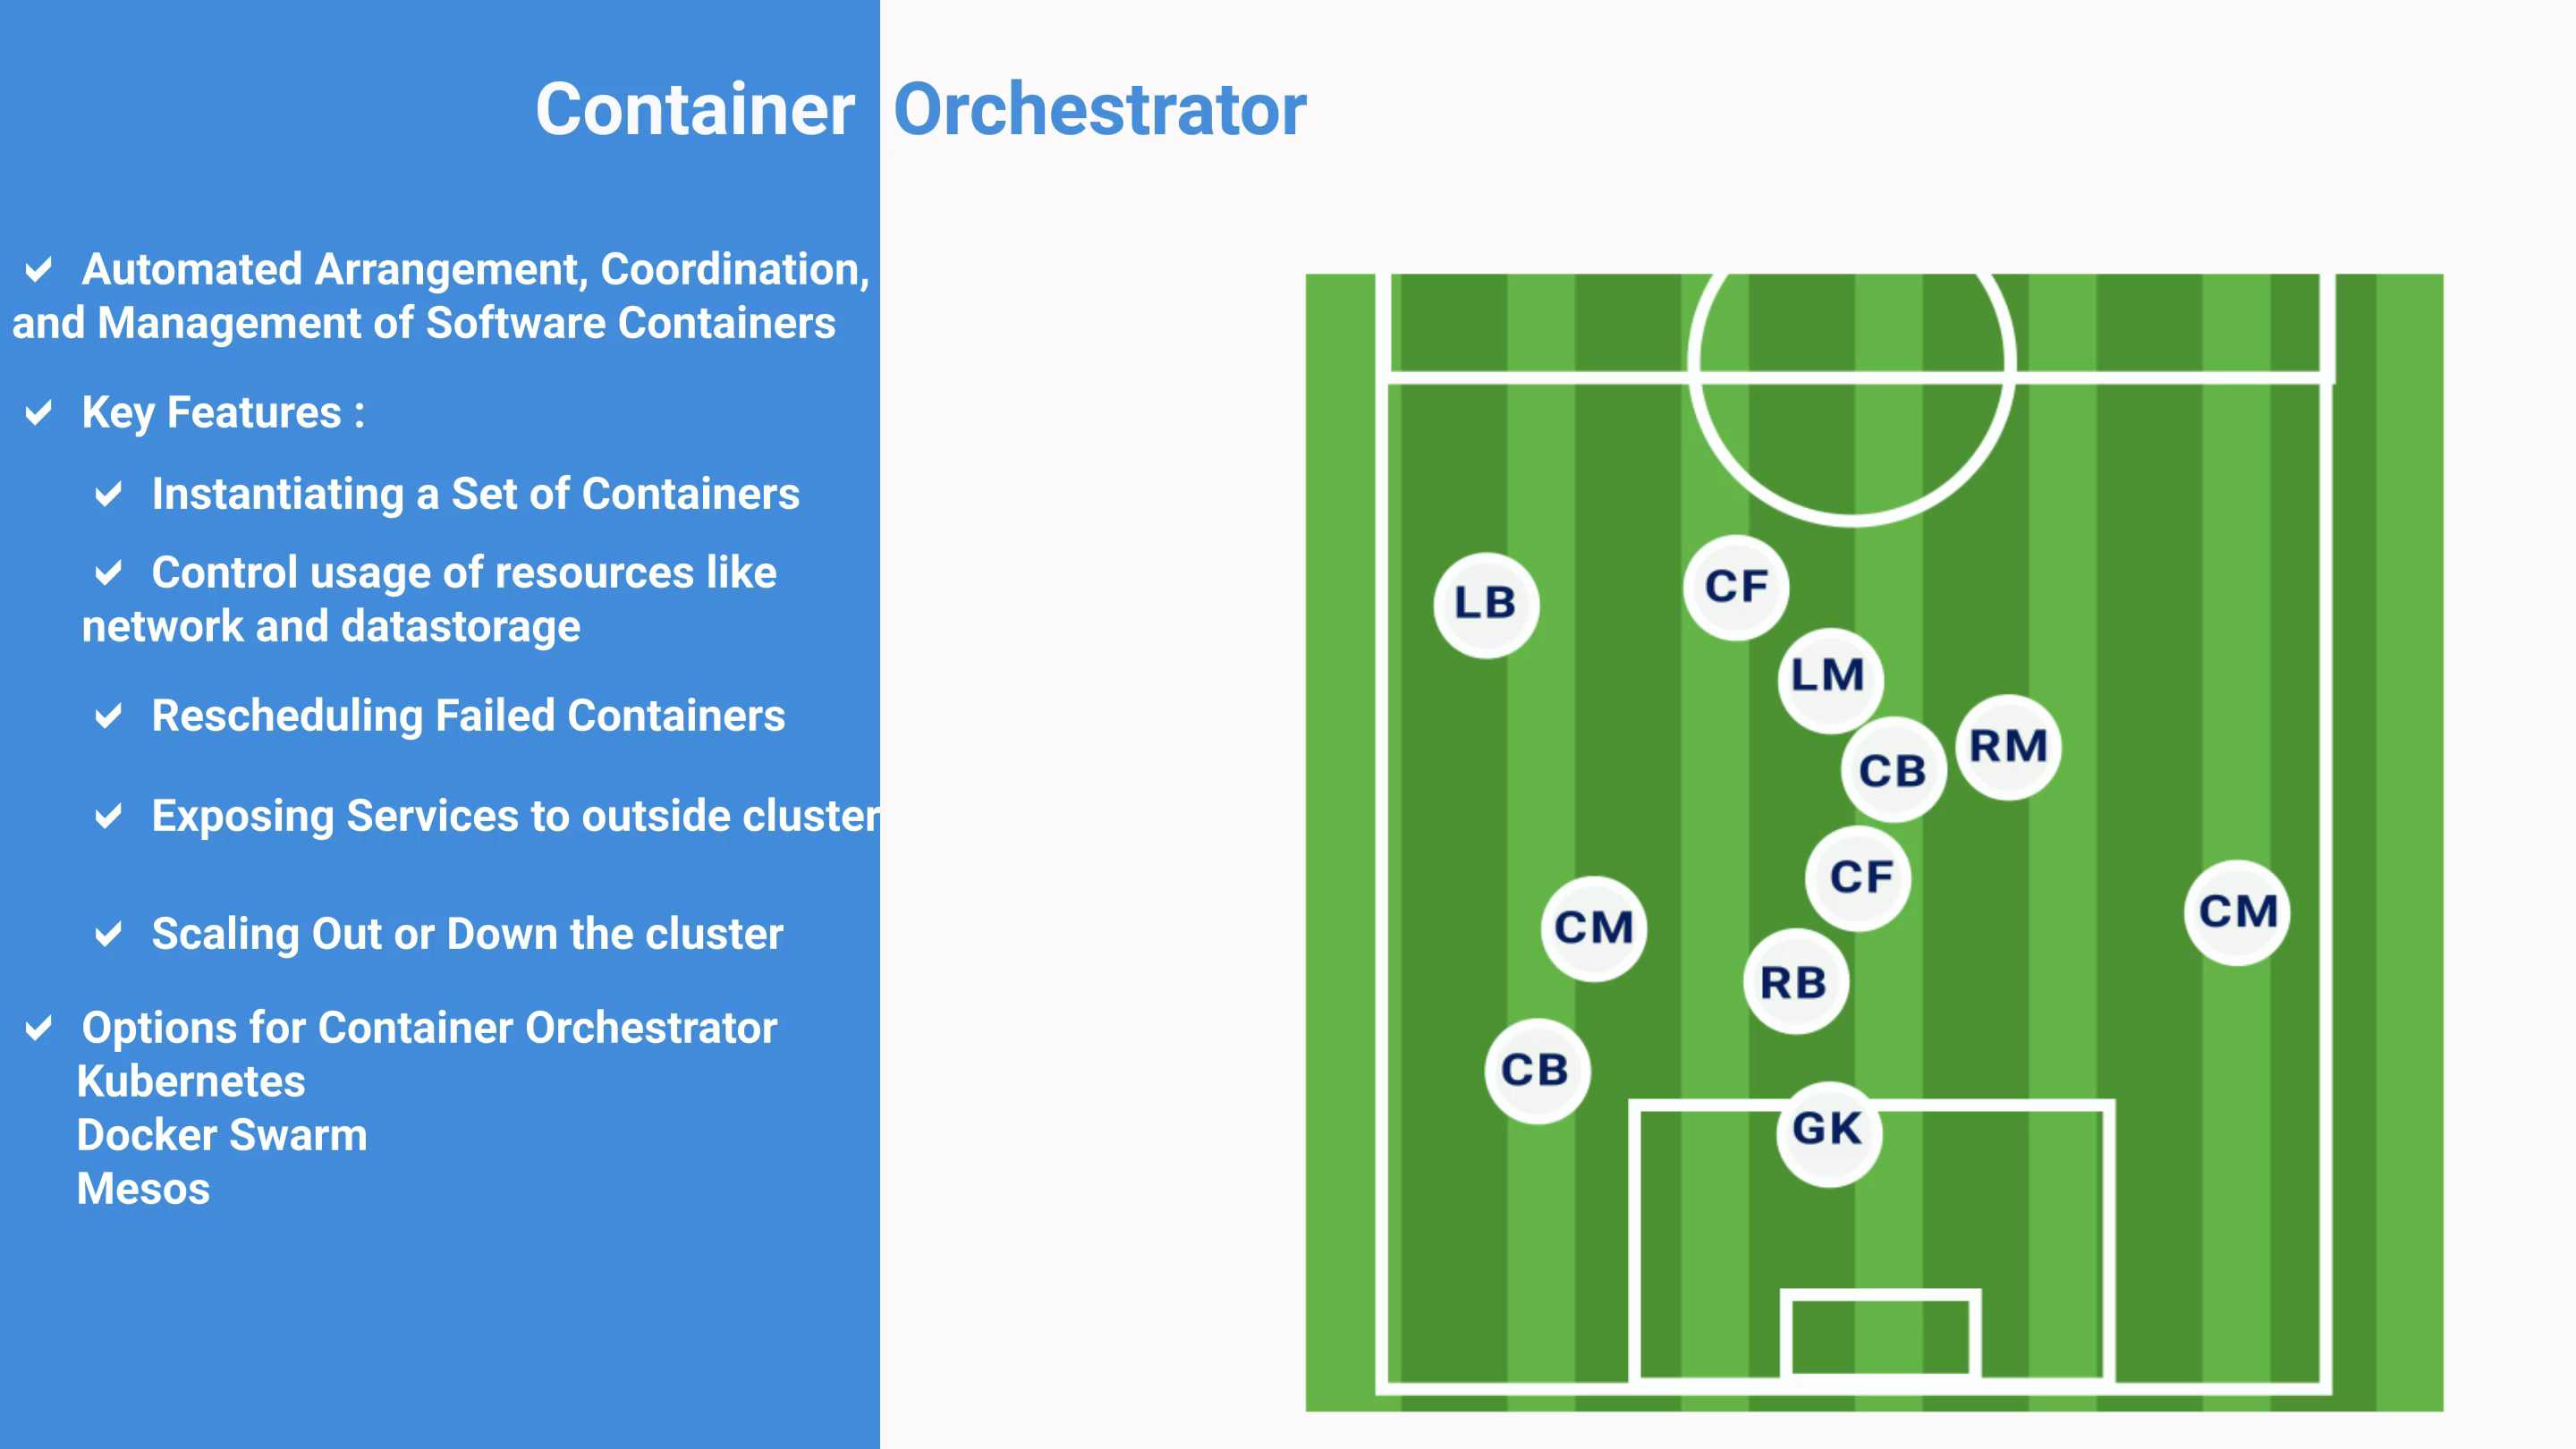 Container Orchestrator
Automated Arrangement, Coordination,
and Management of Software Containers
Key Features :
Instantiating a Set of Containers
Control usage of resources like
network and datastorage
Rescheduling Failed Containers
Exposing Services to outside cluster
Scaling Out or Down the cluster
Options for Container Orchestrator
Kubernetes
Docker Swarm
Mesos
LB
CF
LM
RM
CB
CF
CM
CM
RB
CB
GK